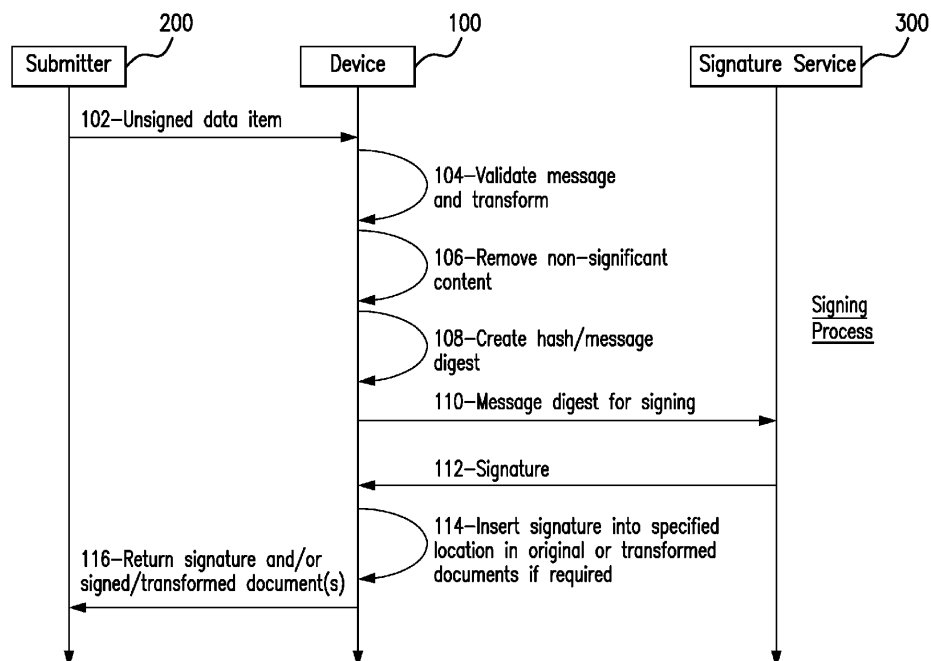 200
100
300
Submitter
Device
Signature Service
102–Unsigned data item
104–Validate message
and transform
106–Remove non-significant
content
Signing
Process
108–Create hash/message
digest
110–Message digest for signing
112–Signature
114–Insert signature into specified
location in original or transformed
documents if required
116–Return signature and/or
signed/transformed document(s)